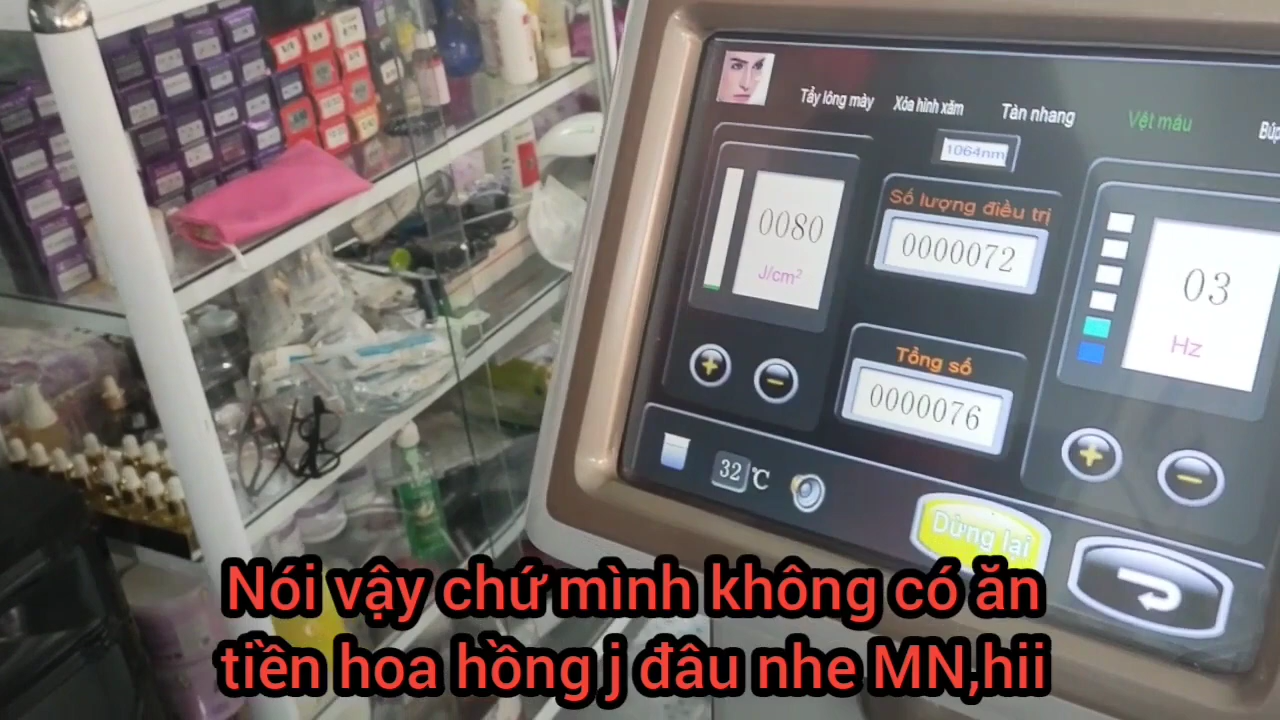 Tẩy lông mày Xóa hình xăm Tàn nhang Vệt máu Búp
1064nm
Số lượng điều trị
0080
J/cm²
0000072
03
Hz
Tổng số
0000076
32 ℃
Dừng lại
Nói vậy chứ mình không có ăn
tiền hoa hồng j đâu nhe MN,hii